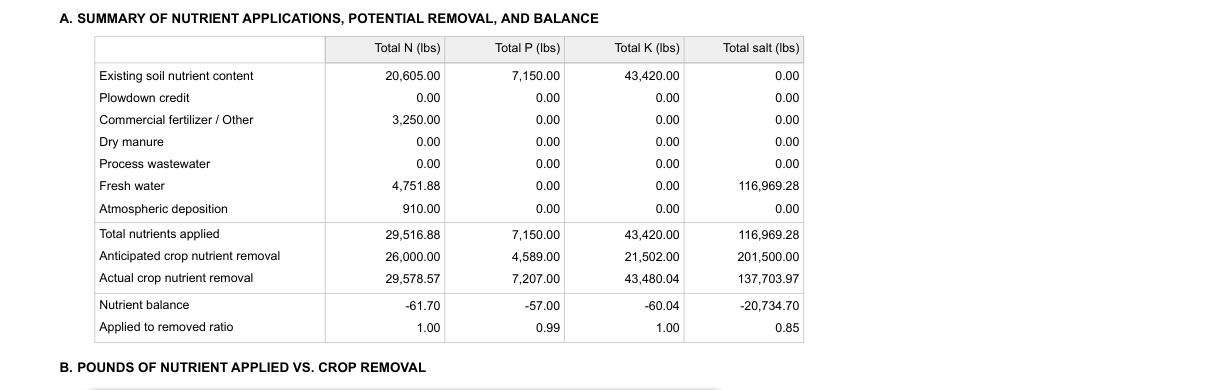 A. SUMMARY OF NUTRIENT APPLICATIONS, POTENTIAL REMOVAL, AND BALANCE
Total N (lbs) Total P (lbs) Total K (lbs) Total salt (lbs)
Existing soil nutrient content 20,605.00 7,150.00 43,420.00 0.00
Plowdown credit 0.00 0.00 0.00 0.00
Commercial fertilizer / Other 3,250.00 0.00 0.00 0.00
Dry manure 0.00 0.00 0.00 0.00
Process wastewater 0.00 0.00 0.00 0.00
Fresh water 4,751.88 0.00 0.00 116,969.28
Atmospheric deposition 910.00 0.00 0.00 0.00
Total nutrients applied 29,516.88 7,150.00 43,420.00 116,969.28
Anticipated crop nutrient removal 26,000.00 4,589.00 21,502.00 201,500.00
Actual crop nutrient removal 29,578.57 7,207.00 43,480.04 137,703.97
Nutrient balance -61.70 -57.00 -60.04 -20,734.70
Applied to removed ratio 1.00 0.99 1.00 0.85
B. POUNDS OF NUTRIENT APPLIED VS. CROP REMOVAL